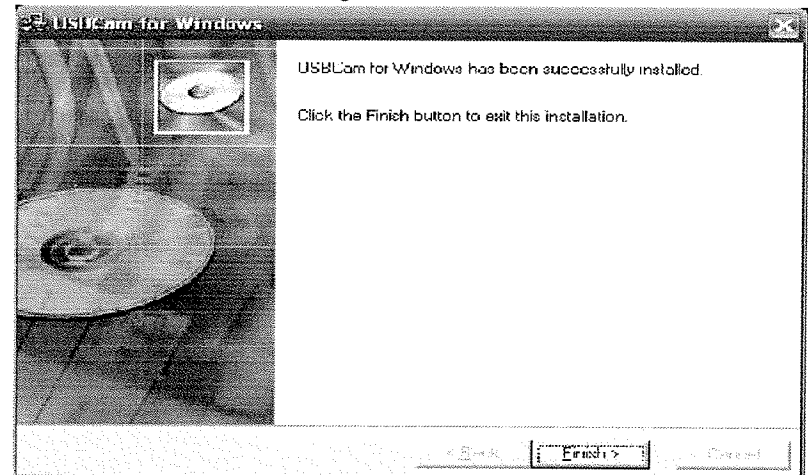 USBCam for Windows
USBCam for Windows has been successfully installed.
Click the Finish button to exit this installation.
< Back
Finish >
Cancel